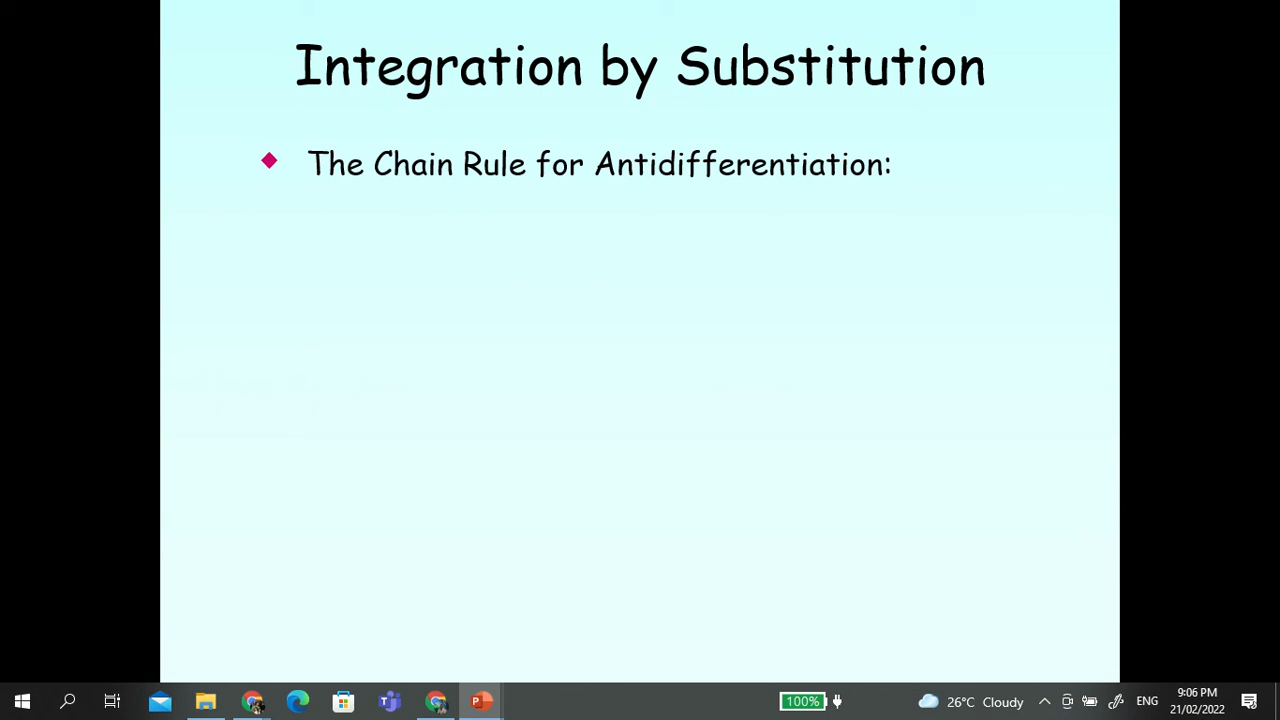 Integration by Substitution
The Chain Rule for Antidifferentiation:
100%
26°C Cloudy
ENG
9:06 PM
21/02/2022